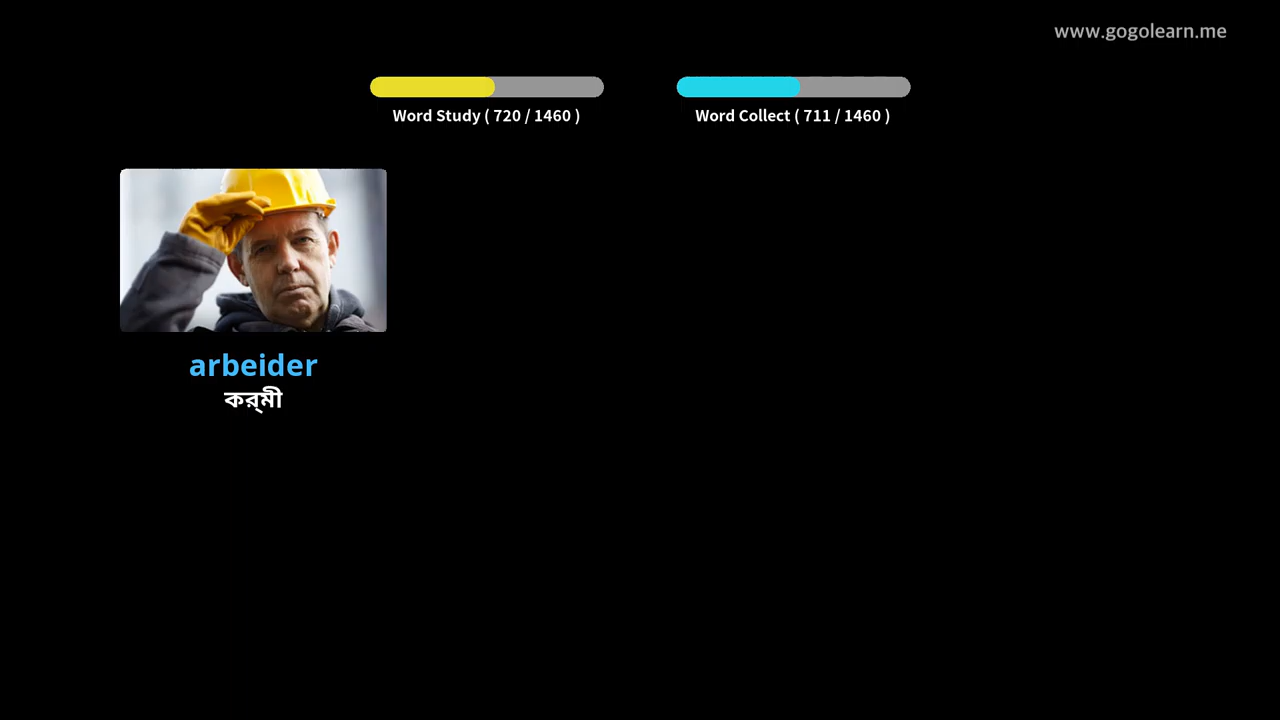 www.gogolearn.me
Word Study ( 720 / 1460 )
Word Collect ( 711 / 1460 )
arbeider
কর্মী